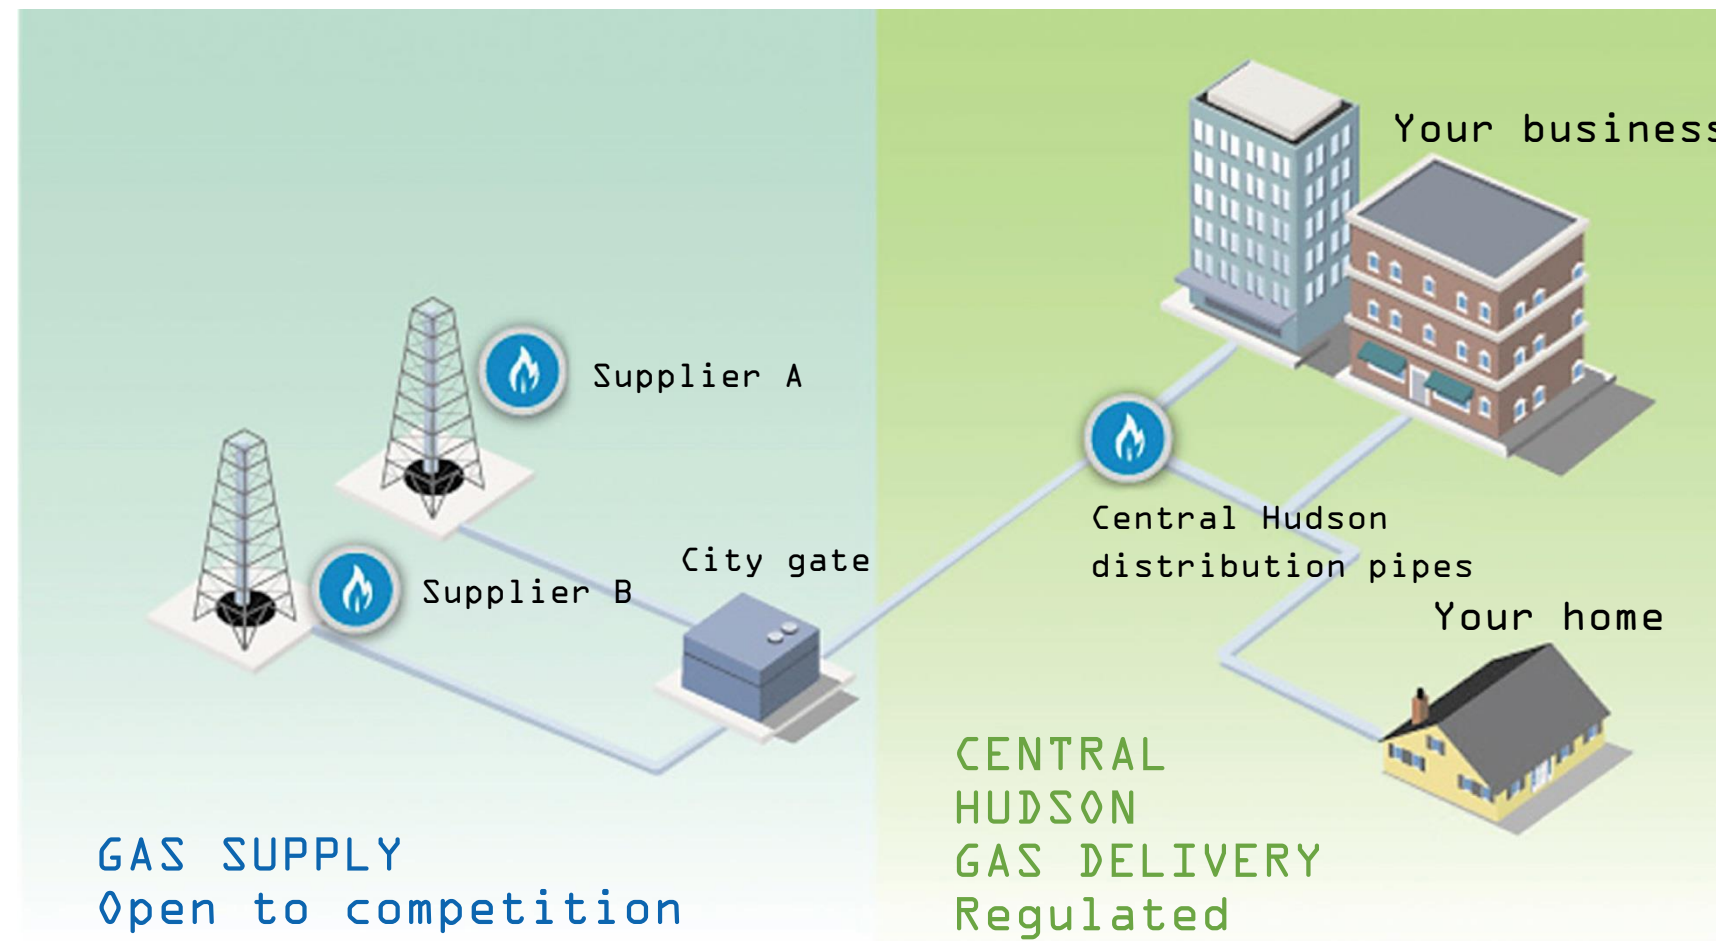 Your business
Supplier A
City gate
Supplier B
Central Hudson
distribution pipes
Your home
CENTRAL
HUDSON
GAS DELIVERY
Regulated
GAS SUPPLY
Open to competition